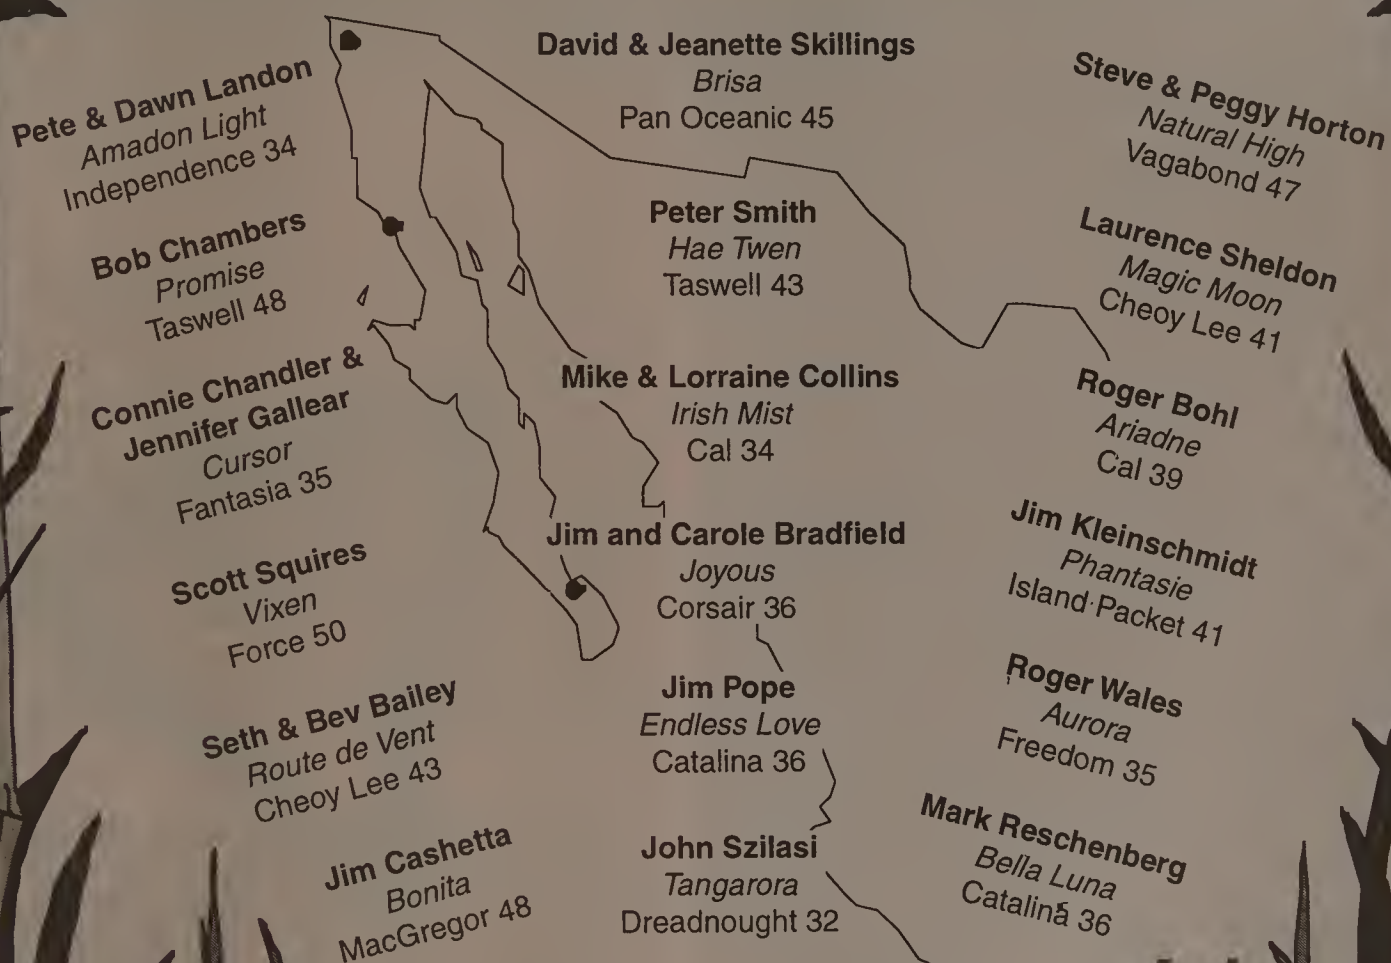 Pete & Dawn Landon
Amadon Light
Independence 34
Bob Chambers
Promise
Taswell 48
Connie Chandler &
Jennifer Gallear
Cursor
Fantasia 35
Scott Squires
Vixen
Force 50
Seth & Bev Bailey
Route de Vent
Cheoy Lee 43
Jim Cashetta
Bonita
MacGregor 48
David & Jeanette Skillings
Brisa
Pan Oceanic 45
Peter Smith
Hae Twen
Taswell 43
Mike & Lorraine Collins
Irish Mist
Cal 34
Jim and Carole Bradfield
Joyous
Corsair 36
Jim Pope
Endless Love
Catalina 36
John Szilasi
Tangarora
Dreadnought 32
Steve & Peggy Horton
Natural High
Vagabond 47
Laurence Sheldon
Magic Moon
Cheoy Lee 41
Roger Bohl
Ariadne
Cal 39
Jim Kleinschmidt
Phantasie
Island Packet 41
Roger Wales
Aurora
Freedom 35
Mark Reschenberg
Bella Luna
Catalina 36